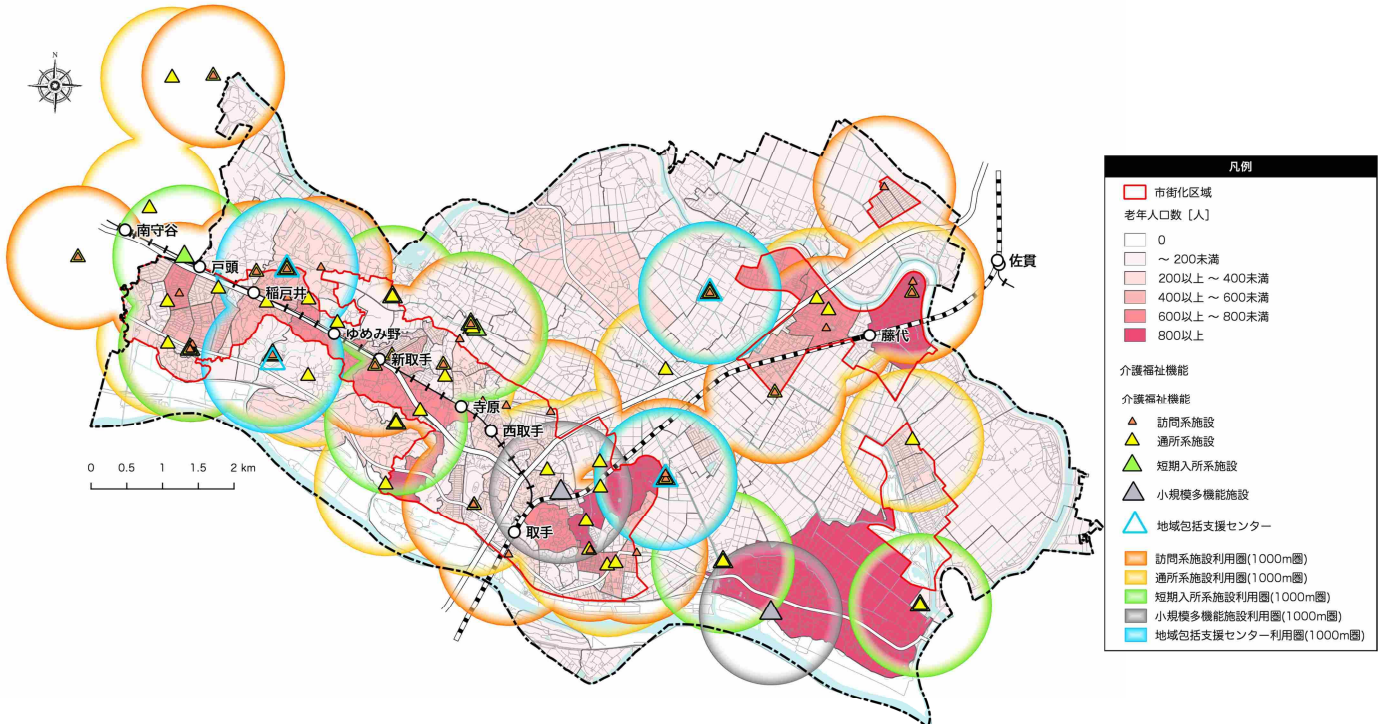 N
南守谷
戸頭
稲戸井
ゆめみ野
新取手
寺原
西取手
取手
藤代
佐貫
0 0.5 1 1.5 2 km
凡例
市街化区域
老年人口数 [人]
0
～ 200未満
200以上 ～ 400未満
400以上 ～ 600未満
600以上 ～ 800未満
800以上
介護福祉機能
介護福祉機能
訪問系施設
通所系施設
短期入所系施設
小規模多機能施設
地域包括支援センター
訪問系施設利用圏(1000m圏)
通所系施設利用圏(1000m圏)
短期入所系施設利用圏(1000m圏)
小規模多機能施設利用圏(1000m圏)
地域包括支援センター利用圏(1000m圏)